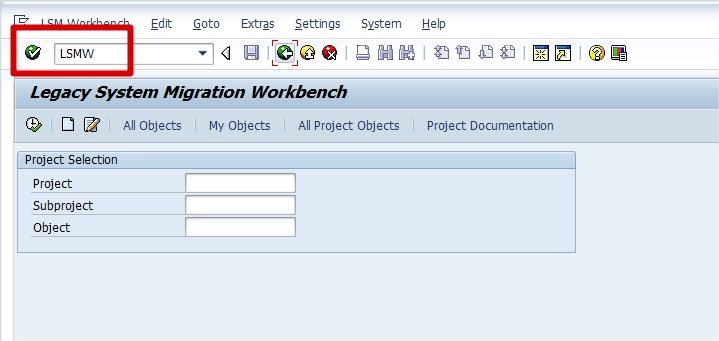 LSM Workbench Edit Goto Extras Settings System Help
LSMW
Legacy System Migration Workbench
All Objects My Objects All Project Objects Project Documentation
Project Selection
Project
Subproject
Object